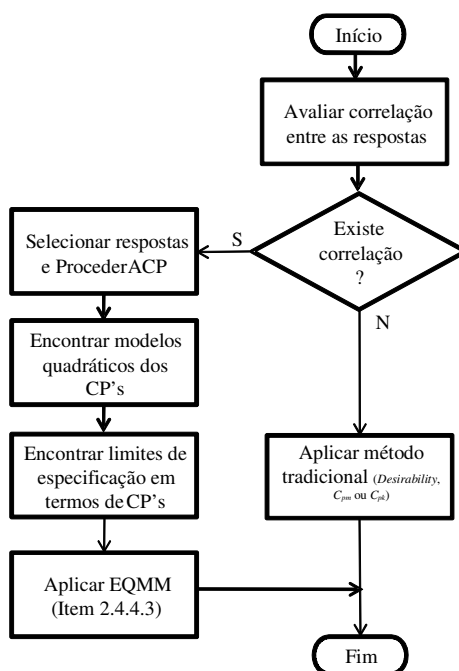 Início
Avaliar correlação
entre as respostas
Existe
correlação
?
S
N
Selecionar respostas
e ProcederACP
Encontrar modelos
quadráticos dos
CP's
Encontrar limites de
especificação em
termos de CP's
Aplicar EQMM
(Item 2.4.4.3)
Aplicar método
tradicional (Desirability,
Cpm ou Cpk)
Fim